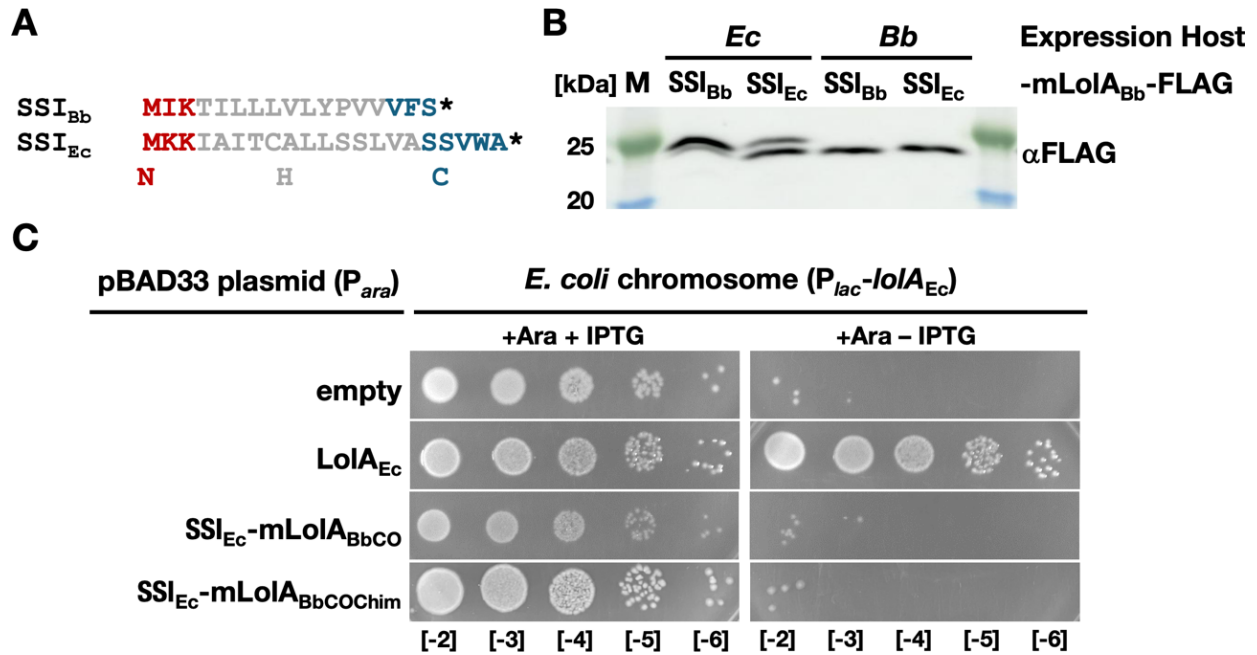 A
SSIBb MIKTILLLVLYPVVVFS*
SSIEc MKKIAITCALLSSLVASSVWA*
N H C
B
Ec Bb Expression Host
[kDa] M SSIBb SSIEc SSIBb SSIEc -mLolABb-FLAG
25 αFLAG
20
C
pBAD33 plasmid (Para) E. coli chromosome (Plac-lolAEc)
+Ara + IPTG +Ara – IPTG
empty
LolAEc
SSIEc-mLolABbCO
SSIEc-mLolABbCOChim
[-2] [-3] [-4] [-5] [-6] [-2] [-3] [-4] [-5] [-6]